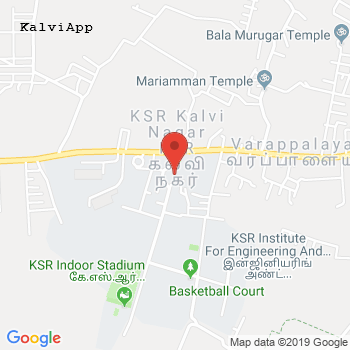 KalviApp
Bala Murugar Temple
Mariamman Temple
KSR Kalvi
Nagar
நகர்
Varappalaya
வரப்பாளைய
KSR Institute
For Engineering And...
இன்ஜினியரிங்
அண்ட்...
KSR Indoor Stadium
கே.எஸ்.ஆர்...
Basketball Court
Google
Map data ©2019 Google